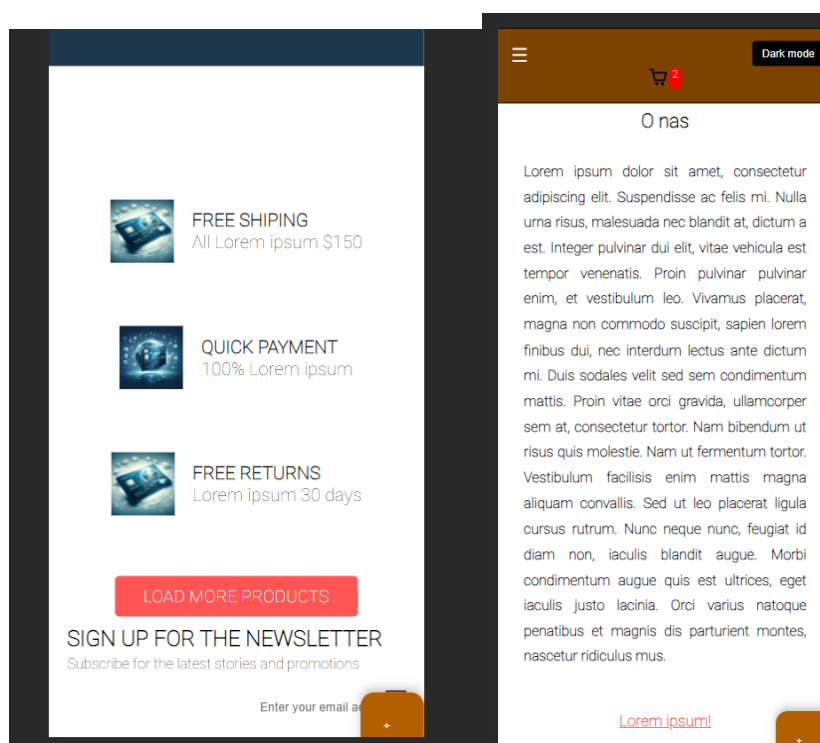 FREE SHIPING
All Lorem ipsum $150
QUICK PAYMENT
100% Lorem ipsum
FREE RETURNS
Lorem ipsum 30 days
LOAD MORE PRODUCTS
SIGN UP FOR THE NEWSLETTER
Subscribe for the latest stories and promotions
Enter your email
+
☰
Dark mode
2
O nas
Lorem ipsum dolor sit amet, consectetur
adipiscing elit. Suspendisse ac felis mi. Nulla
urna risus, malesuada nec blandit at, dictum a
est. Integer pulvinar dui elit, vitae vehicula est
tempor venenatis. Proin pulvinar pulvinar
enim, et vestibulum leo. Vivamus placerat,
magna non commodo suscipit, sapien lorem
finibus dui, nec interdum lectus ante dictum
mi. Duis sodales velit sed sem condimentum
mattis. Proin vitae orci gravida, ullamcorper
sem at, consectetur tortor. Nam bibendum ut
risus quis molestie. Nam ut fermentum tortor.
Vestibulum facilisis enim mattis magna
aliquam convallis. Sed ut leo placerat ligula
cursus rutrum. Nunc neque nunc, feugiat id
diam non, iaculis blandit augue. Morbi
condimentum augue quis est ultrices, eget
iaculis justo lacinia. Orci varius natoque
penatibus et magnis dis parturient montes,
nascetur ridiculus mus.
Lorem ipsum!
+